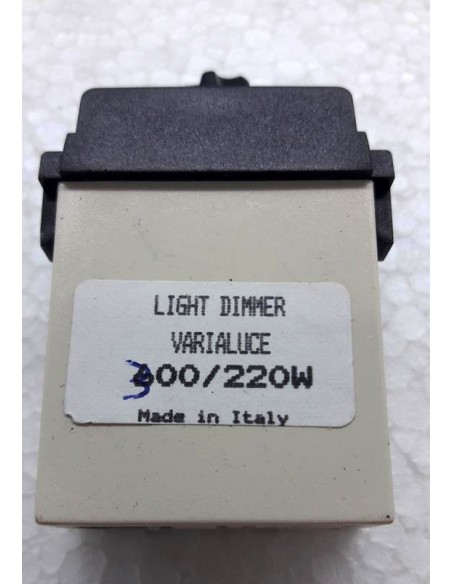 LIGHT DIMMER
VARIALUCE
300/220W
Made in Italy